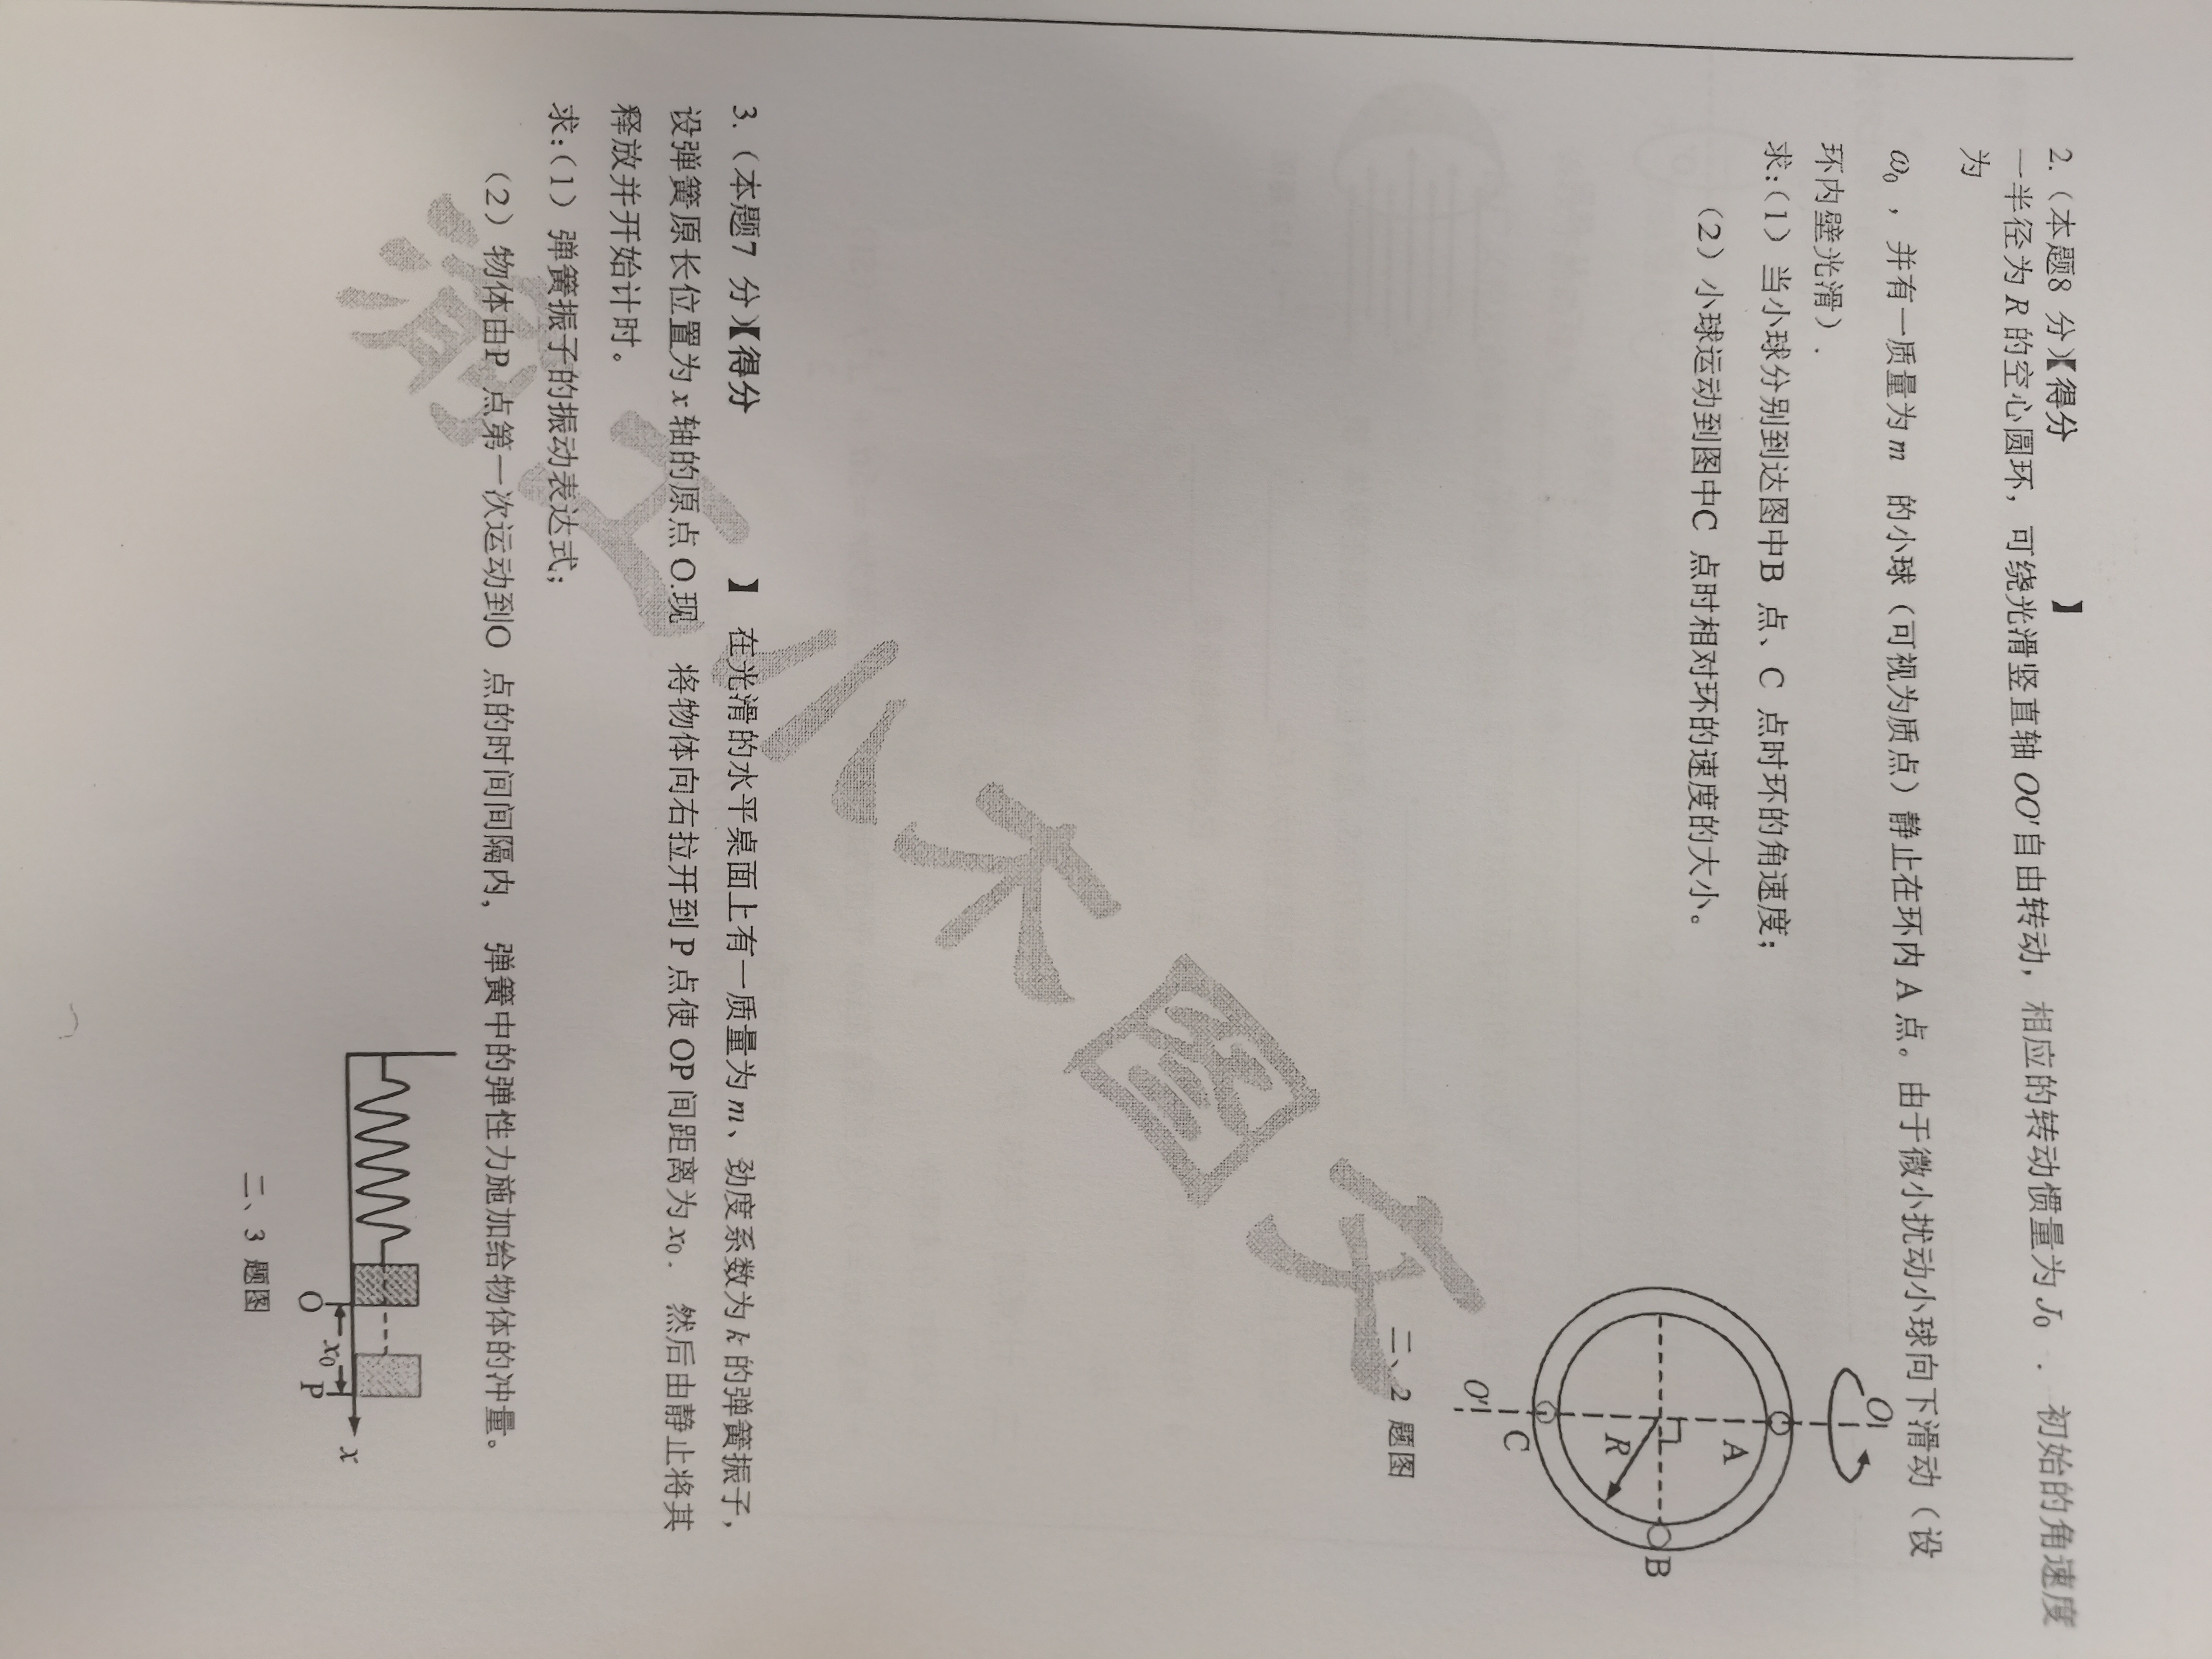 2.（本题8 分）【得分 】
一半径为 R 的空心圆环，可绕光滑竖直轴 OO′自由转动，相应的转动惯量为 J₀ . 初始的角速度
为
ω₀ ，并有一质量为 m 的小球（可视为质点）静止在环内 A 点。由于微小扰动小球向下滑动（设
环内壁光滑）.
求:（1）当小球分别到达图中B 点、C 点时环的角速度；
（2）小球运动到图中C 点时相对环的速度的大小。
O
A
B
R
C
O′
二、2 题图
3.（本题7 分）【得分 】 在光滑的水平桌面上有一质量为 m、劲度系数为 k 的弹簧振子，
设弹簧原长位置为 x 轴的原点 O.现 将物体向右拉开到 P 点使 OP 间距离为 x₀. 然后由静止将其
释放并开始计时。
求:（1）弹簧振子的振动表达式；
（2）物体由P 点第一次运动到O 点的时间间隔内， 弹簧中的弹性力施加给物体的冲量。
x
x₀
O P
二、3 题图